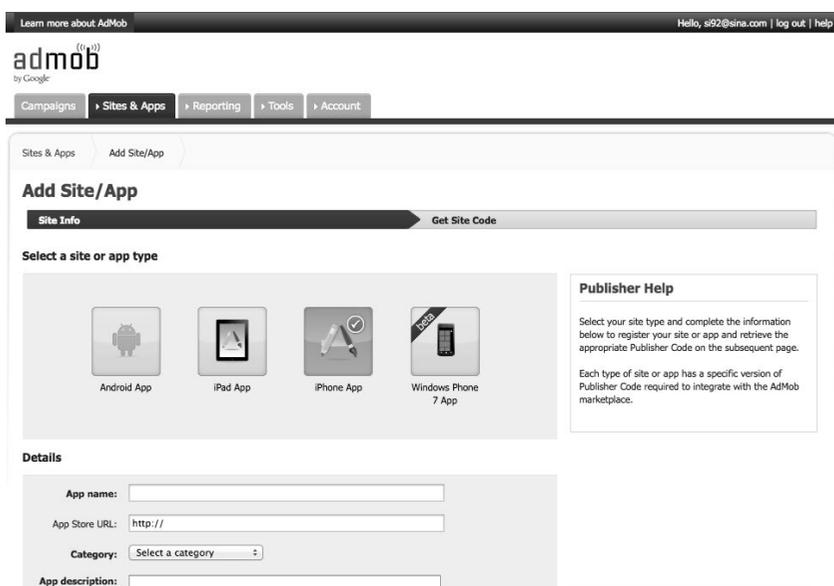 Learn more about AdMob
Hello, si92@sina.com | log out | help
admob
by Google
Campaigns Sites & Apps Reporting Tools Account
Sites & Apps Add Site/App
Add Site/App
Site Info Get Site Code
Select a site or app type
beta
Android App iPad App iPhone App Windows Phone
7 App
Publisher Help
Select your site type and complete the information
below to register your site or app and retrieve the
appropriate Publisher Code on the subsequent page.
Each type of site or app has a specific version of
Publisher Code required to integrate with the AdMob
marketplace.
Details
App name:
App Store URL: http://
Category: Select a category
App description: